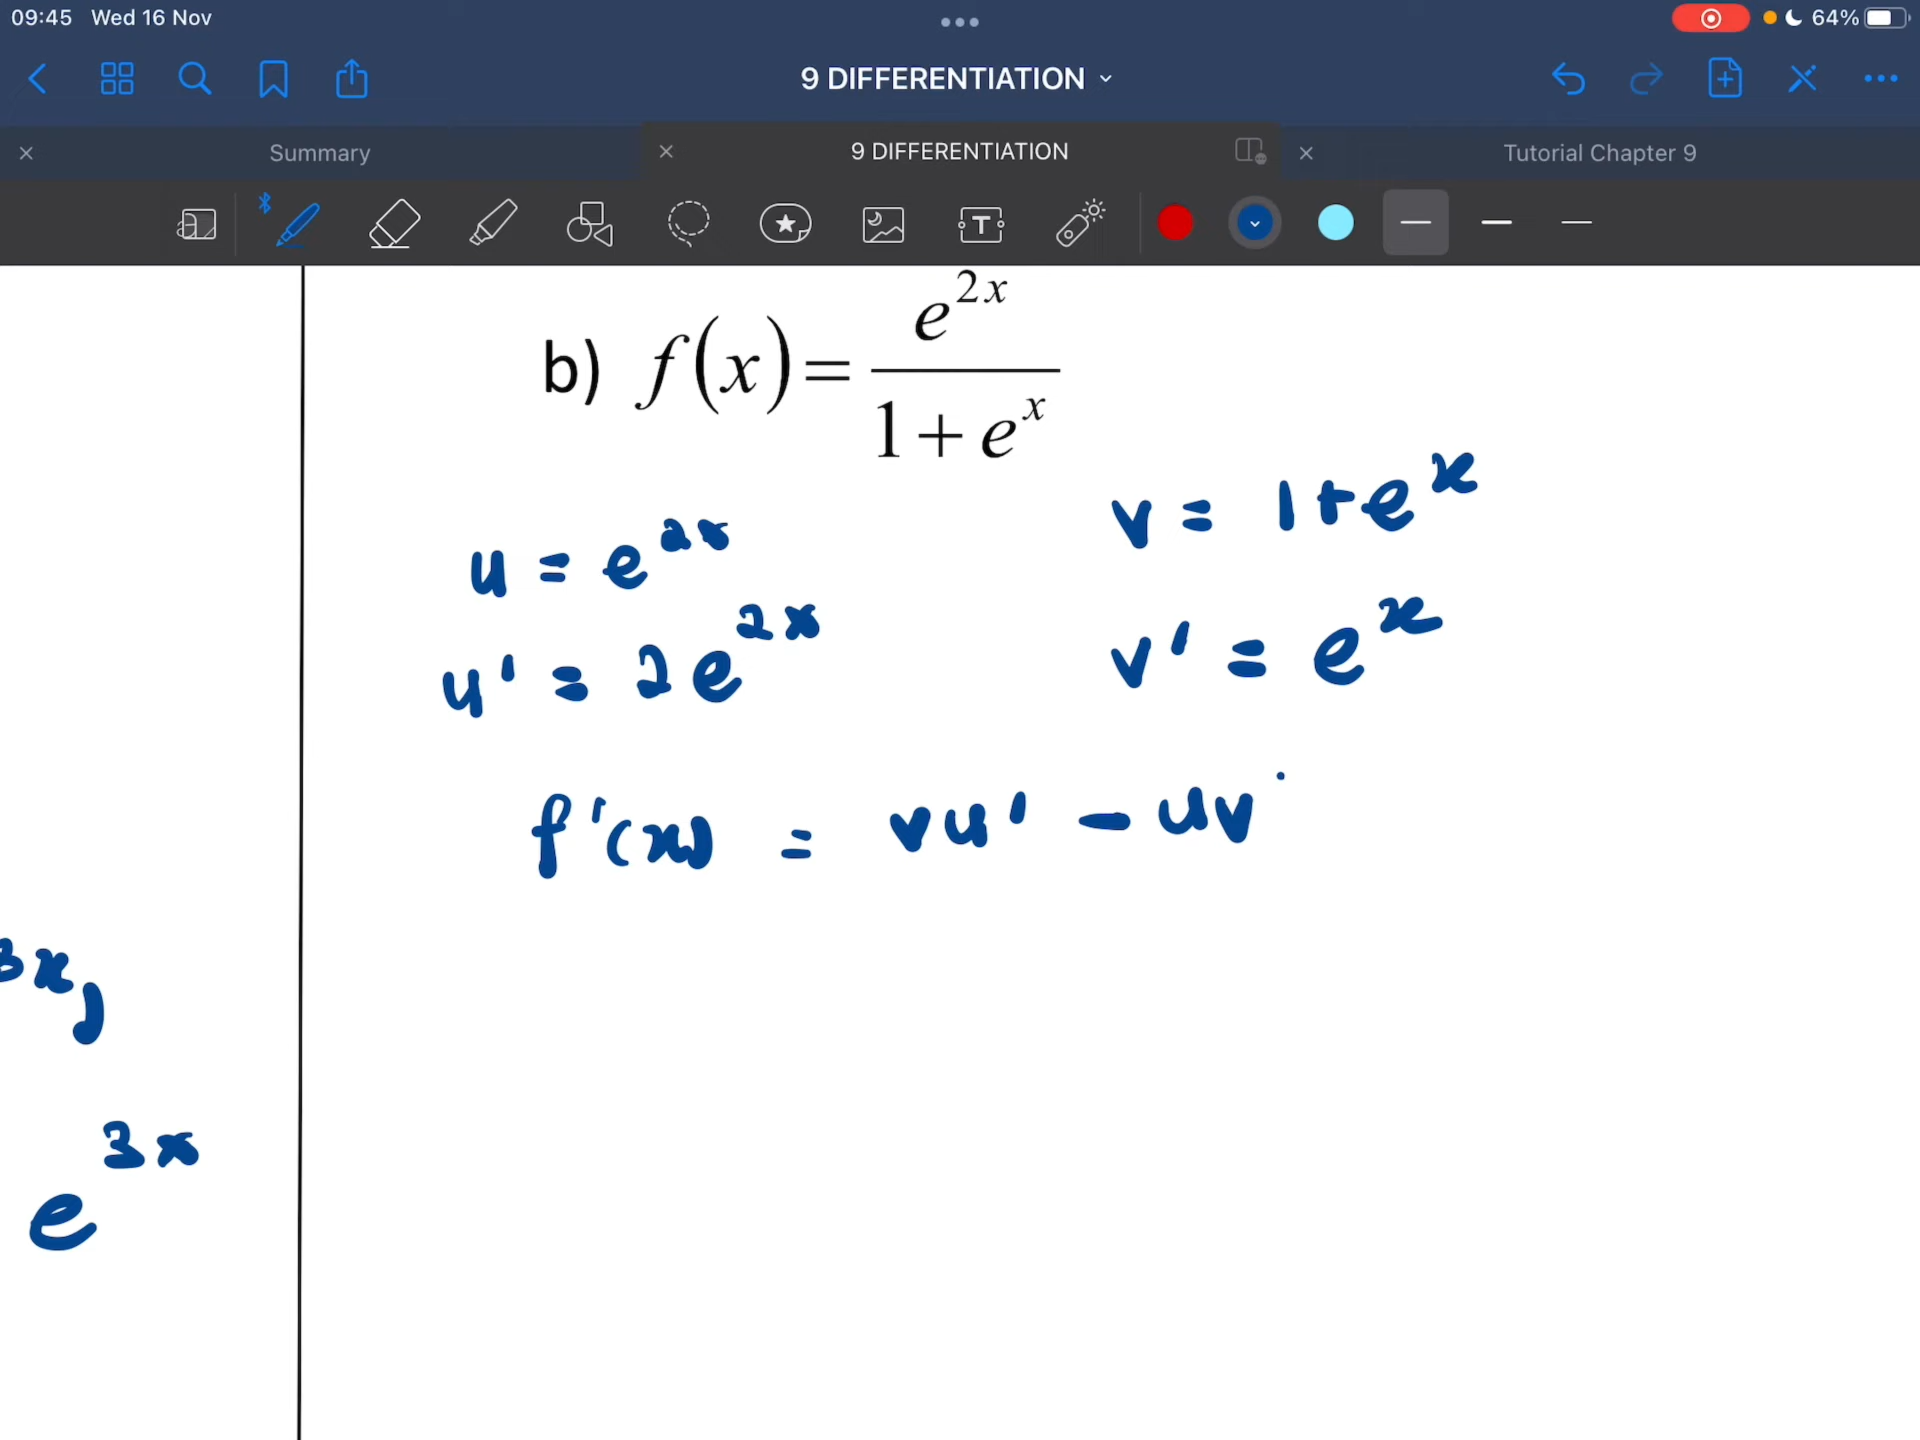 09:45 Wed 16 Nov
64%
9 DIFFERENTIATION
Summary
9 DIFFERENTIATION
Tutorial Chapter 9
b) f(x) = e^{2x} / (1 + e^x)
v = 1+e^x
u = e^{2x}
u' = 2e^{2x}
v' = e^x
f'(x) = vu' - uv
3x)
e^{3x}